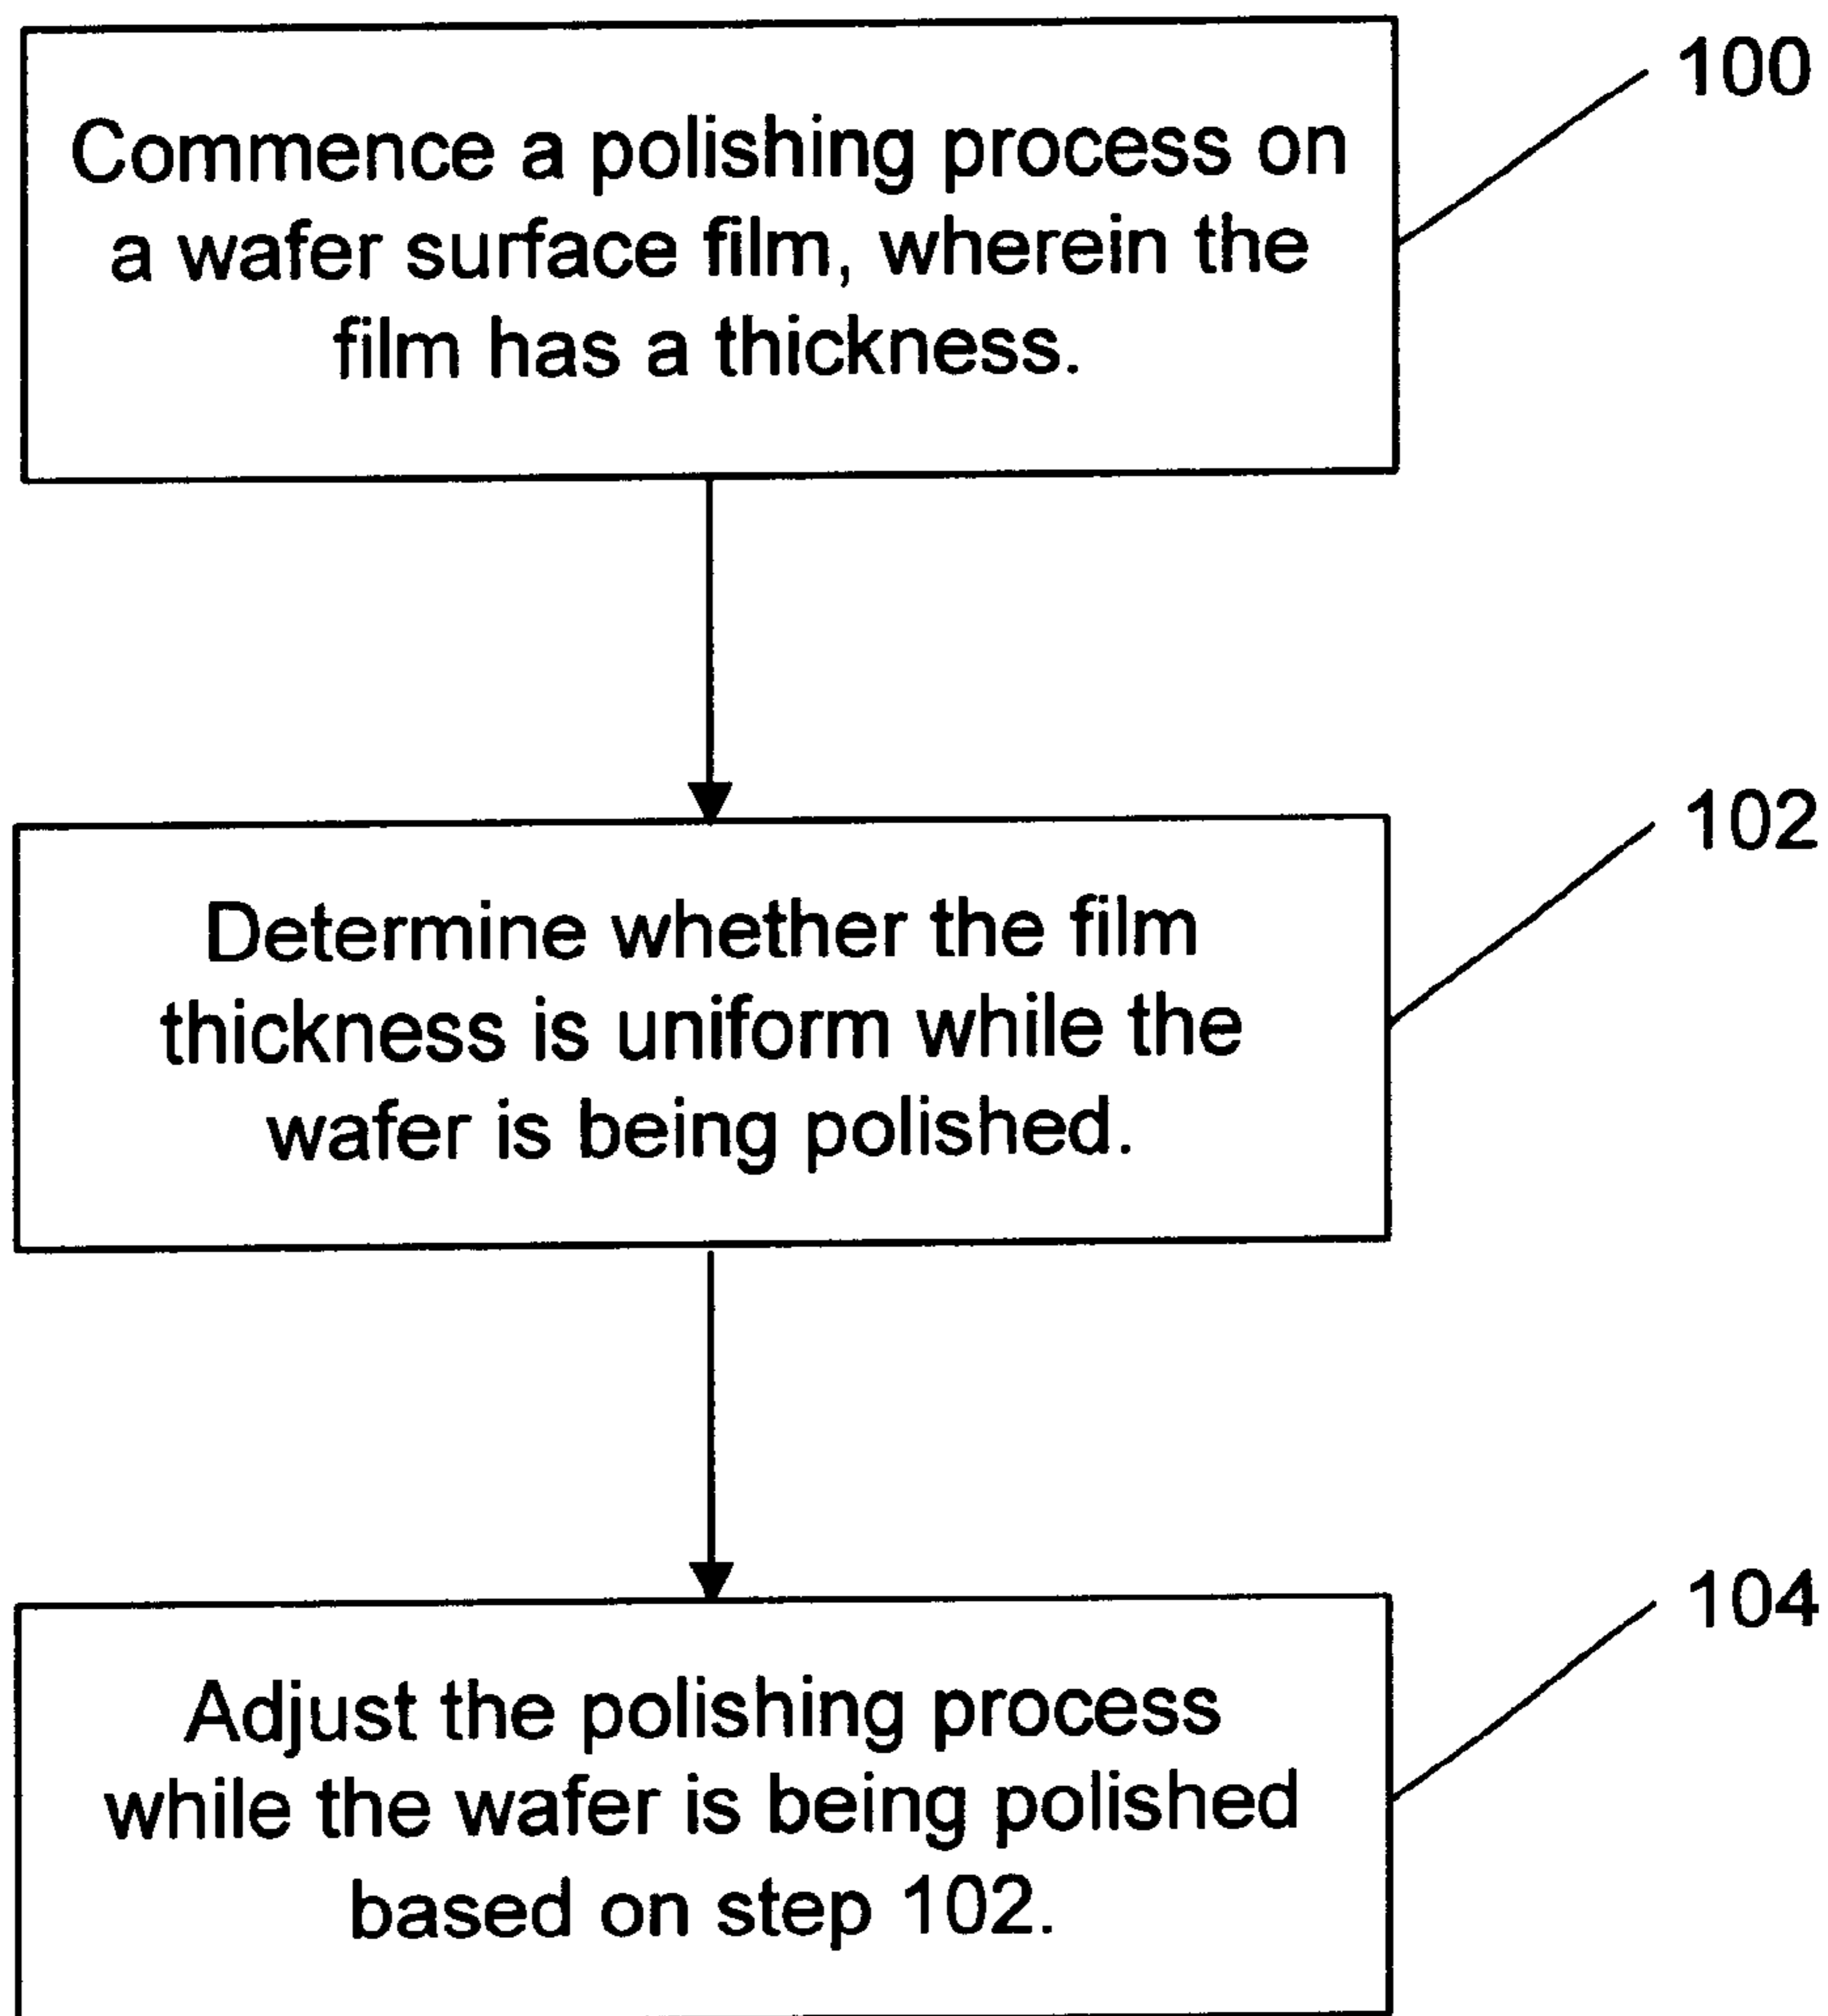 100
Commence a polishing process on
a wafer surface film, wherein the
film has a thickness.
102
Determine whether the film
thickness is uniform while the
wafer is being polished.
104
Adjust the polishing process
while the wafer is being polished
based on step 102.